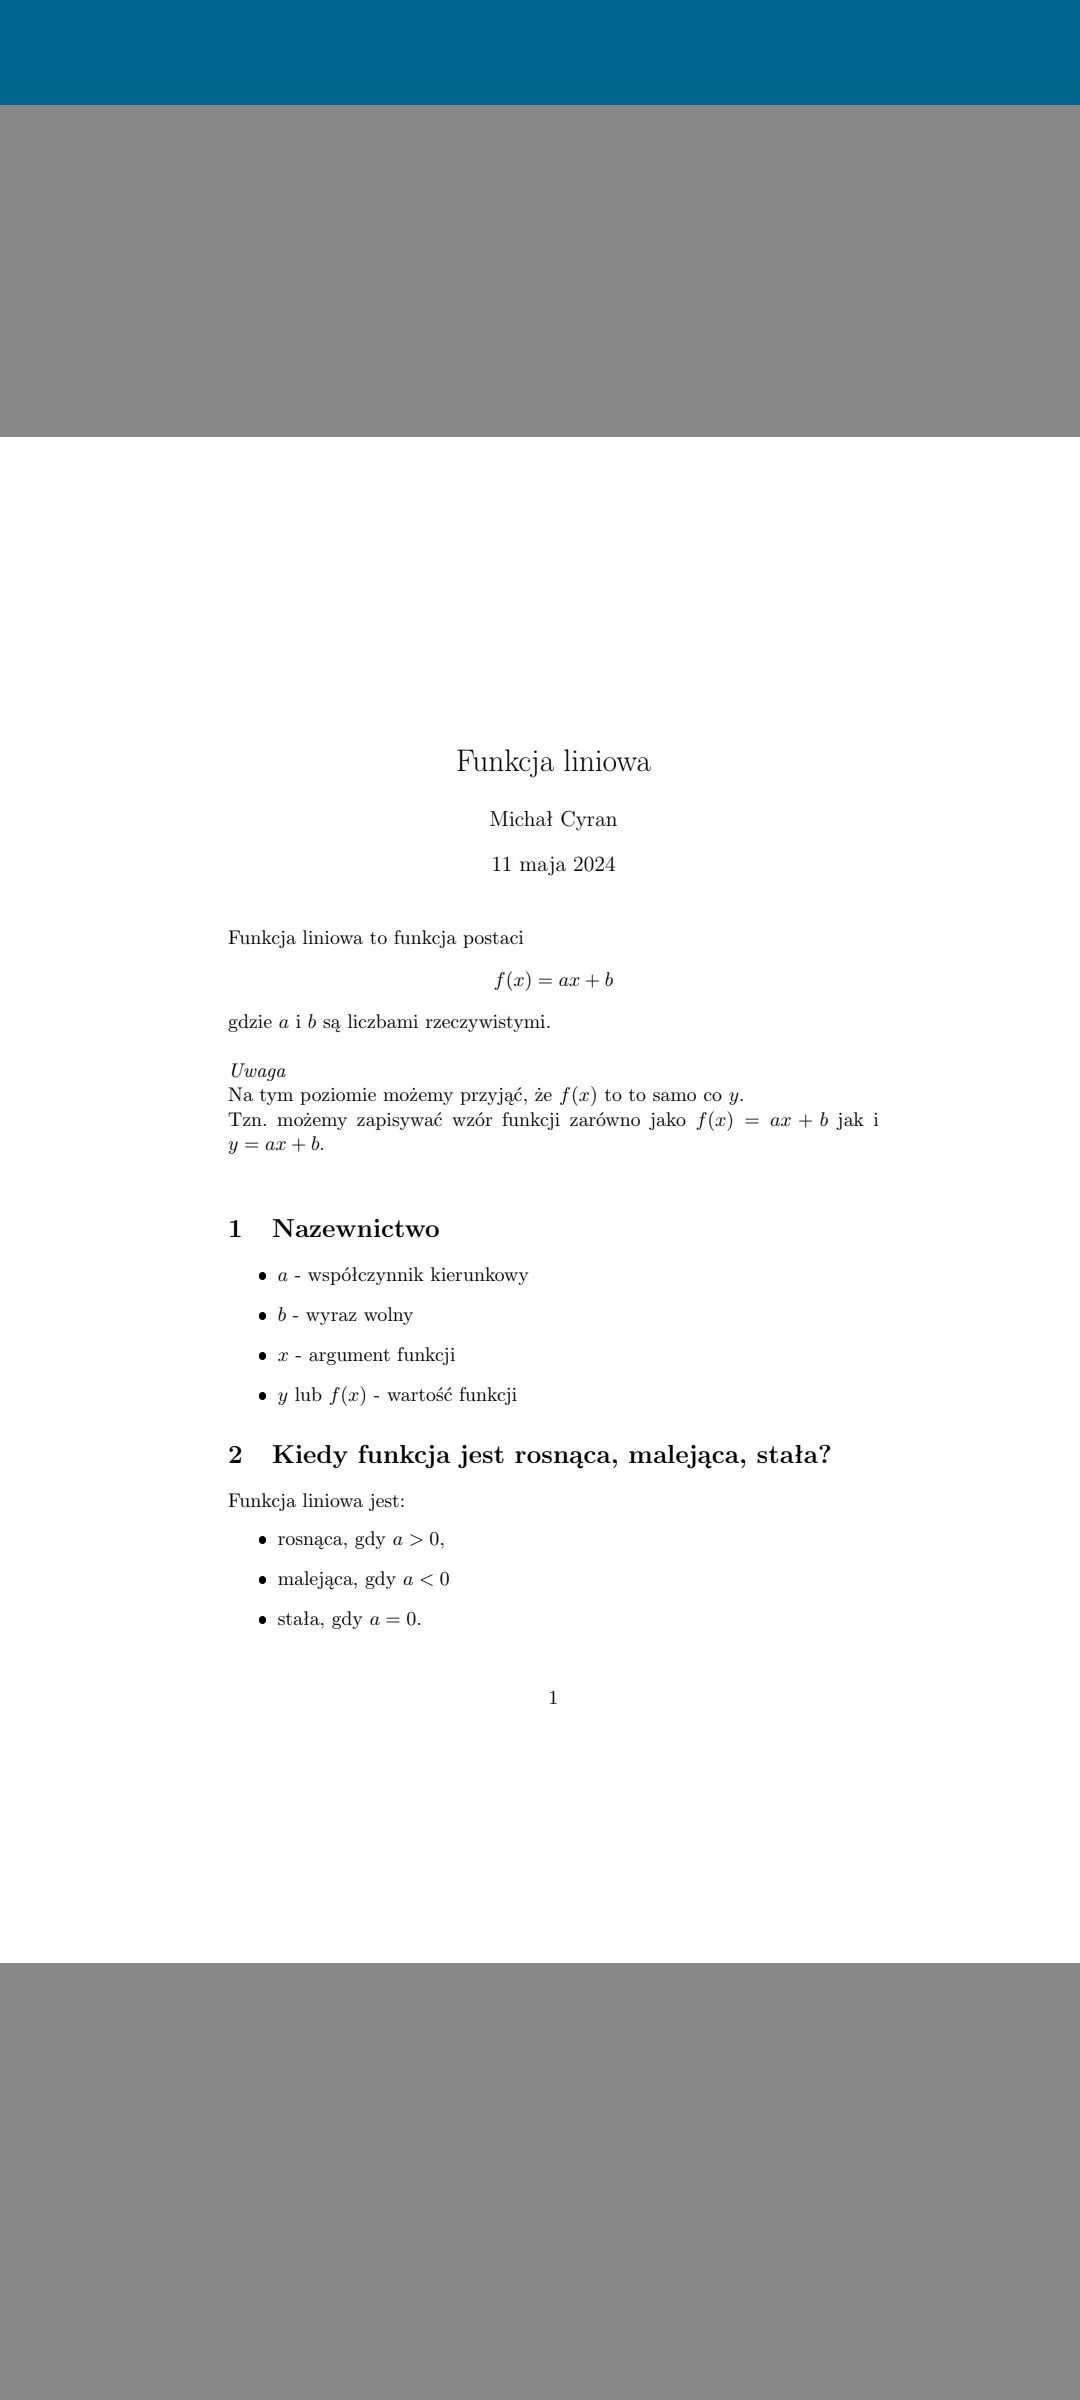 Funkcja liniowa
Michał Cyran
11 maja 2024
Funkcja liniowa to funkcja postaci
f(x) = ax + b
gdzie a i b są liczbami rzeczywistymi.
Uwaga
Na tym poziomie możemy przyjąć, że f(x) to to samo co y.
Tzn. możemy zapisywać wzór funkcji zarówno jako f(x) = ax + b jak i
y = ax + b.
1 Nazewnictwo
• a - współczynnik kierunkowy
• b - wyraz wolny
• x - argument funkcji
• y lub f(x) - wartość funkcji
2 Kiedy funkcja jest rosnąca, malejąca, stała?
Funkcja liniowa jest:
• rosnąca, gdy a > 0,
• malejąca, gdy a < 0
• stała, gdy a = 0.
1